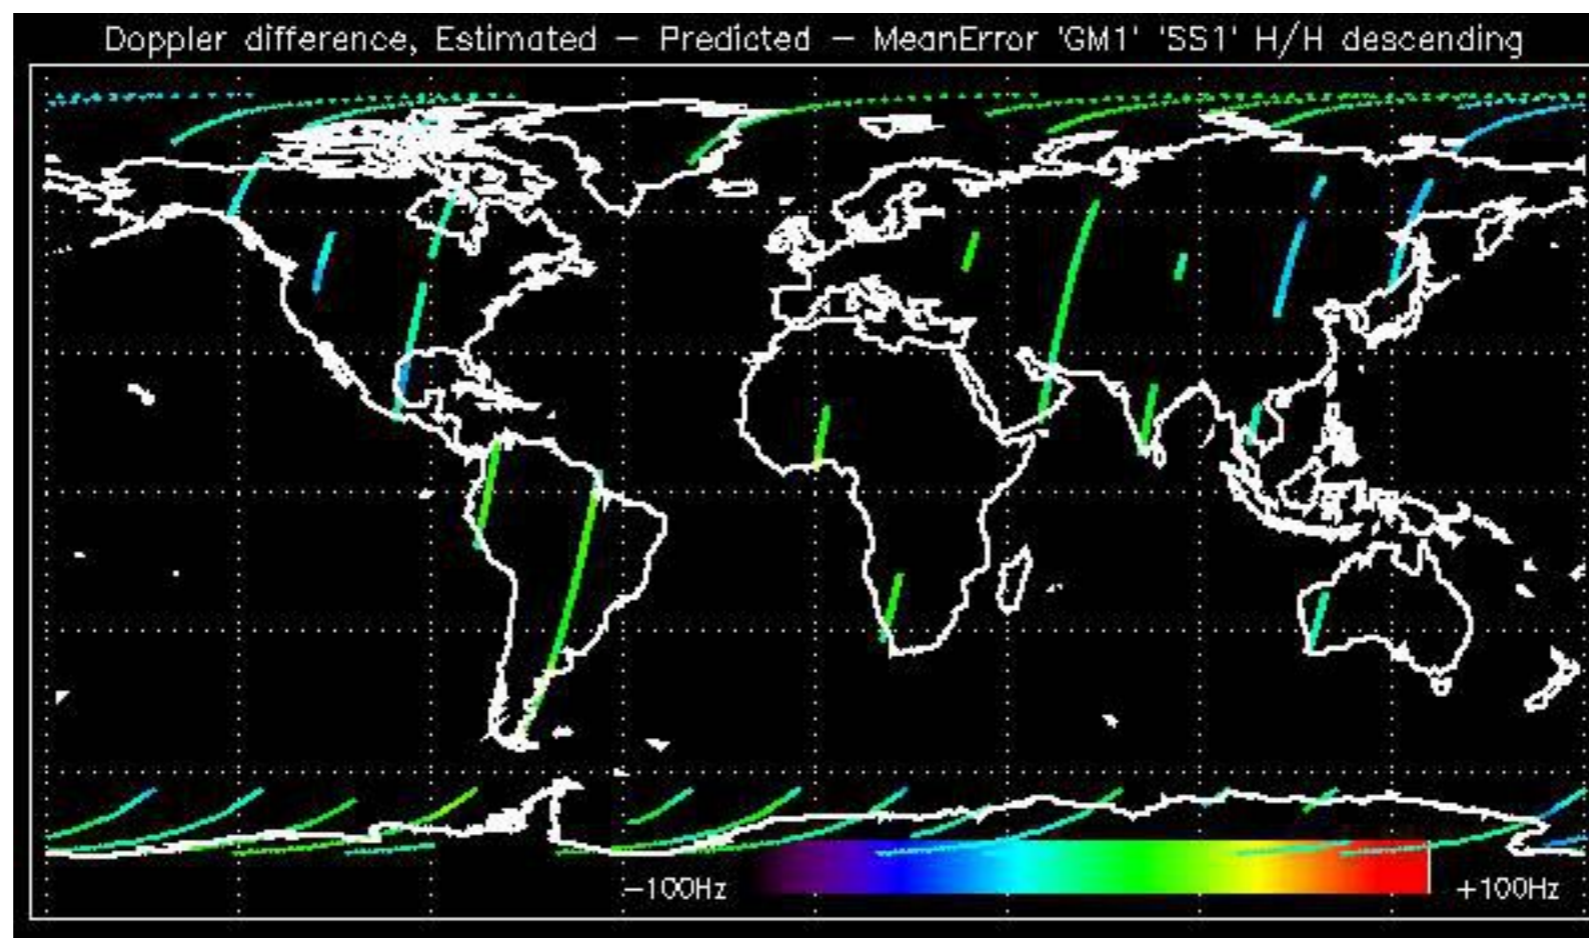 Doppler difference, Estimated – Predicted – MeanError 'GM1' 'SS1' H/H descending
−100Hz +100Hz